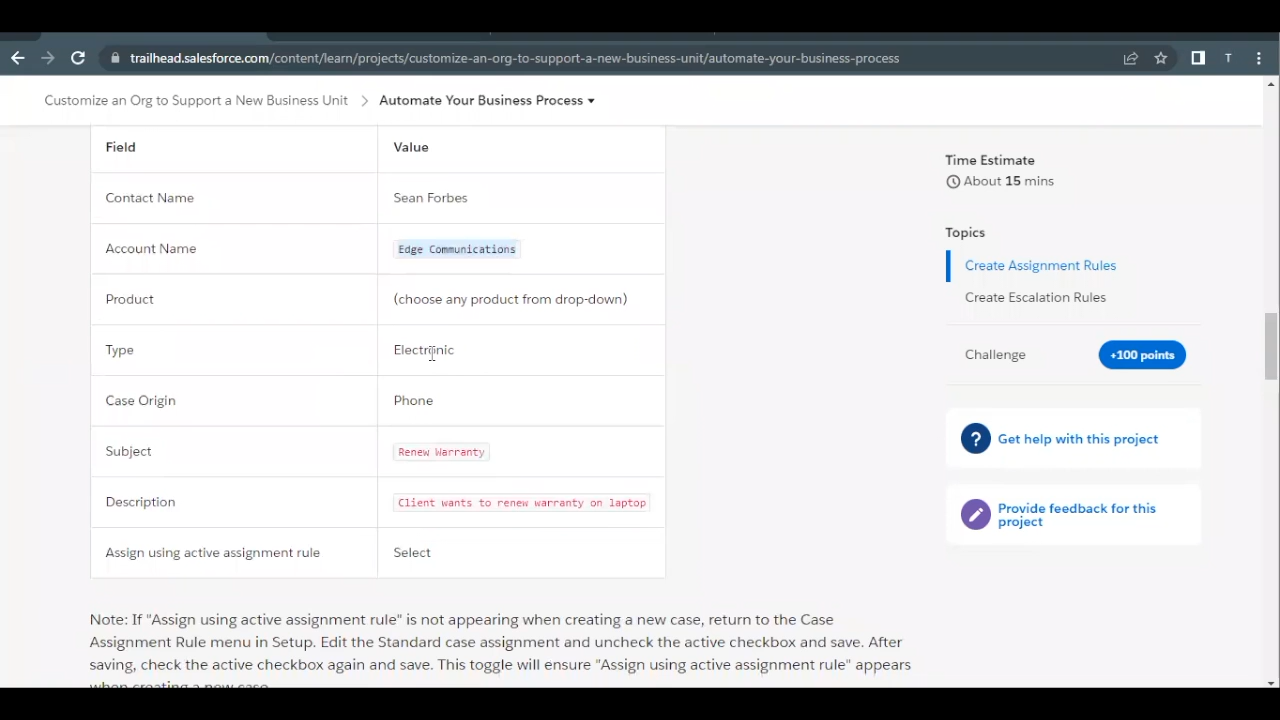 trailhead.salesforce.com/content/learn/projects/customize-an-org-to-support-a-new-business-unit/automate-your-business-process
T
Customize an Org to Support a New Business Unit > Automate Your Business Process
Field Value
Contact Name Sean Forbes
Account Name Edge Communications
Product (choose any product from drop-down)
Type Electronic
Case Origin Phone
Subject Renew Warranty
Description Client wants to renew warranty on laptop
Assign using active assignment rule Select
Note: If "Assign using active assignment rule" is not appearing when creating a new case, return to the Case
Assignment Rule menu in Setup. Edit the Standard case assignment and uncheck the active checkbox and save. After
saving, check the active checkbox again and save. This toggle will ensure "Assign using active assignment rule" appears
when creating a new case.
Time Estimate
About 15 mins
Topics
Create Assignment Rules
Create Escalation Rules
Challenge +100 points
? Get help with this project
Provide feedback for this
project